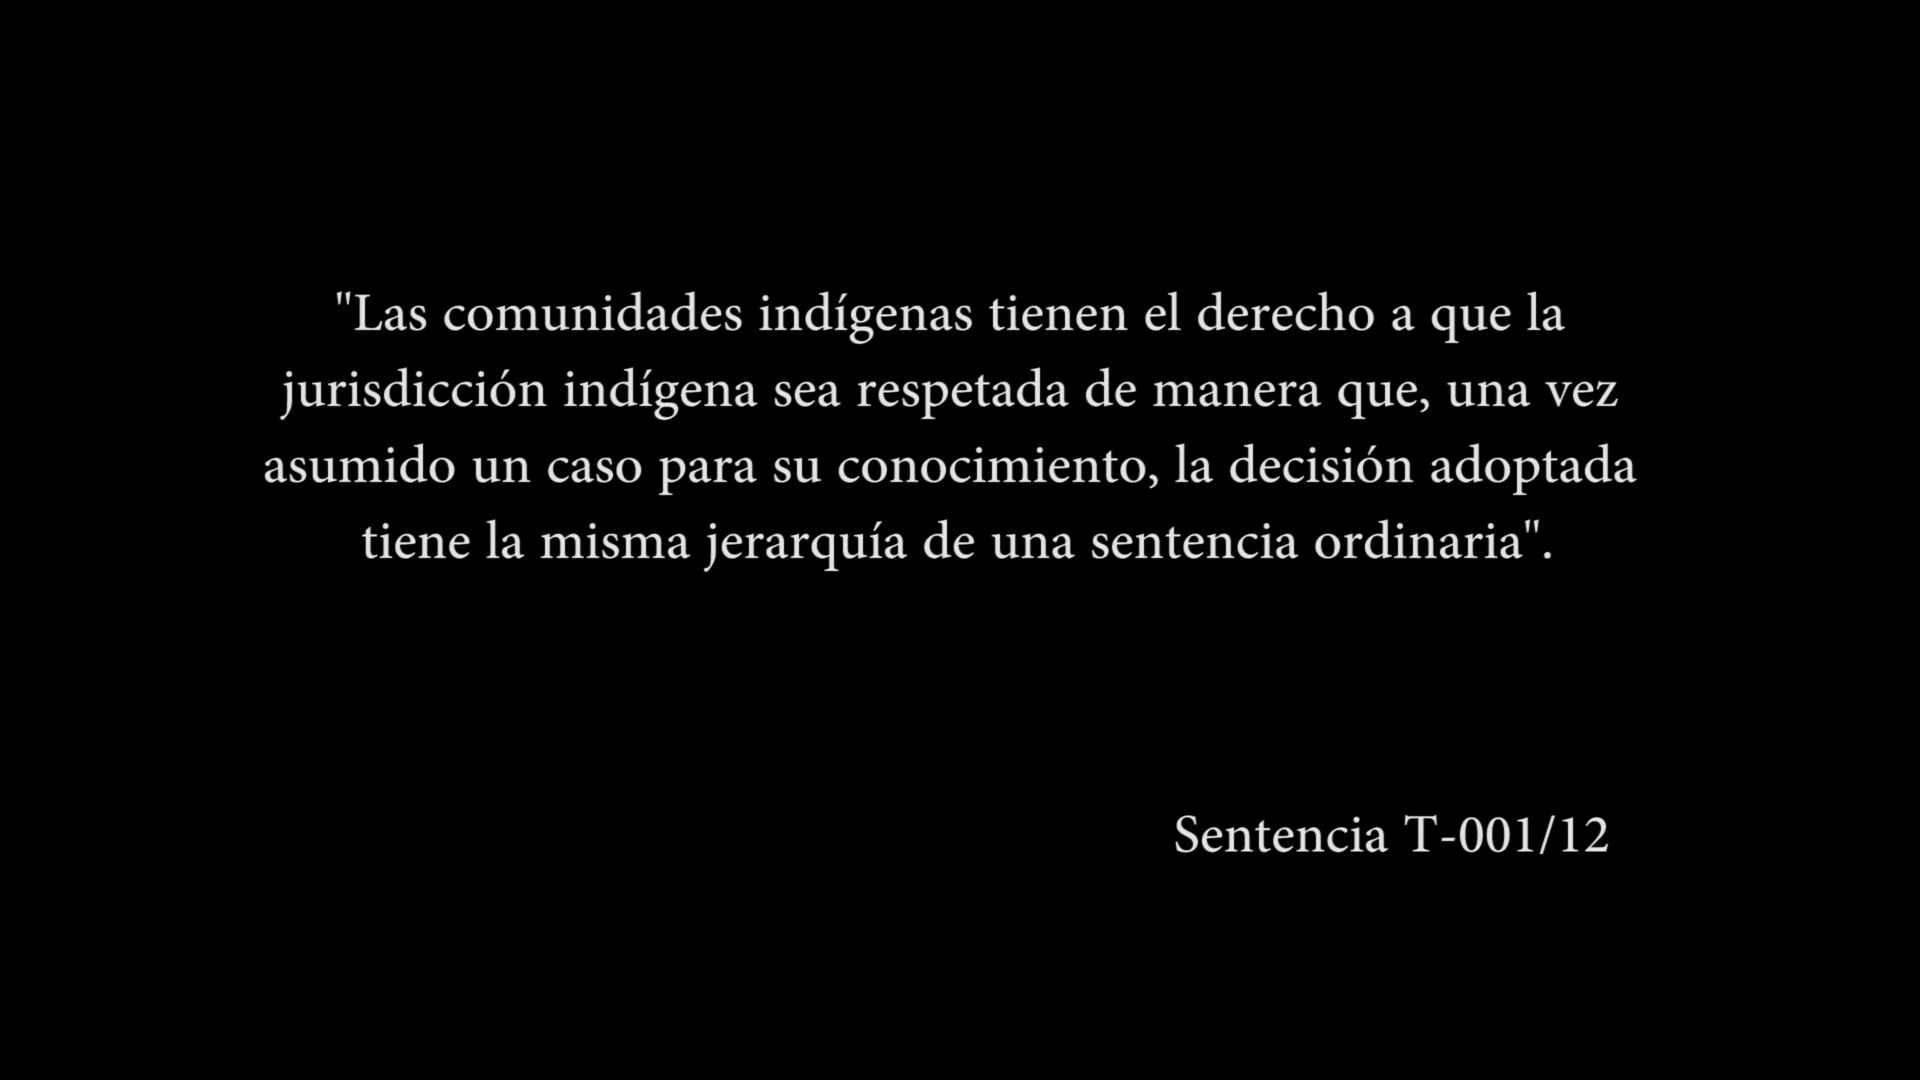 "Las comunidades indígenas tienen el derecho a que la
jurisdicción indígena sea respetada de manera que, una vez
asumido un caso para su conocimiento, la decisión adoptada
tiene la misma jerarquía de una sentencia ordinaria".
Sentencia T-001/12